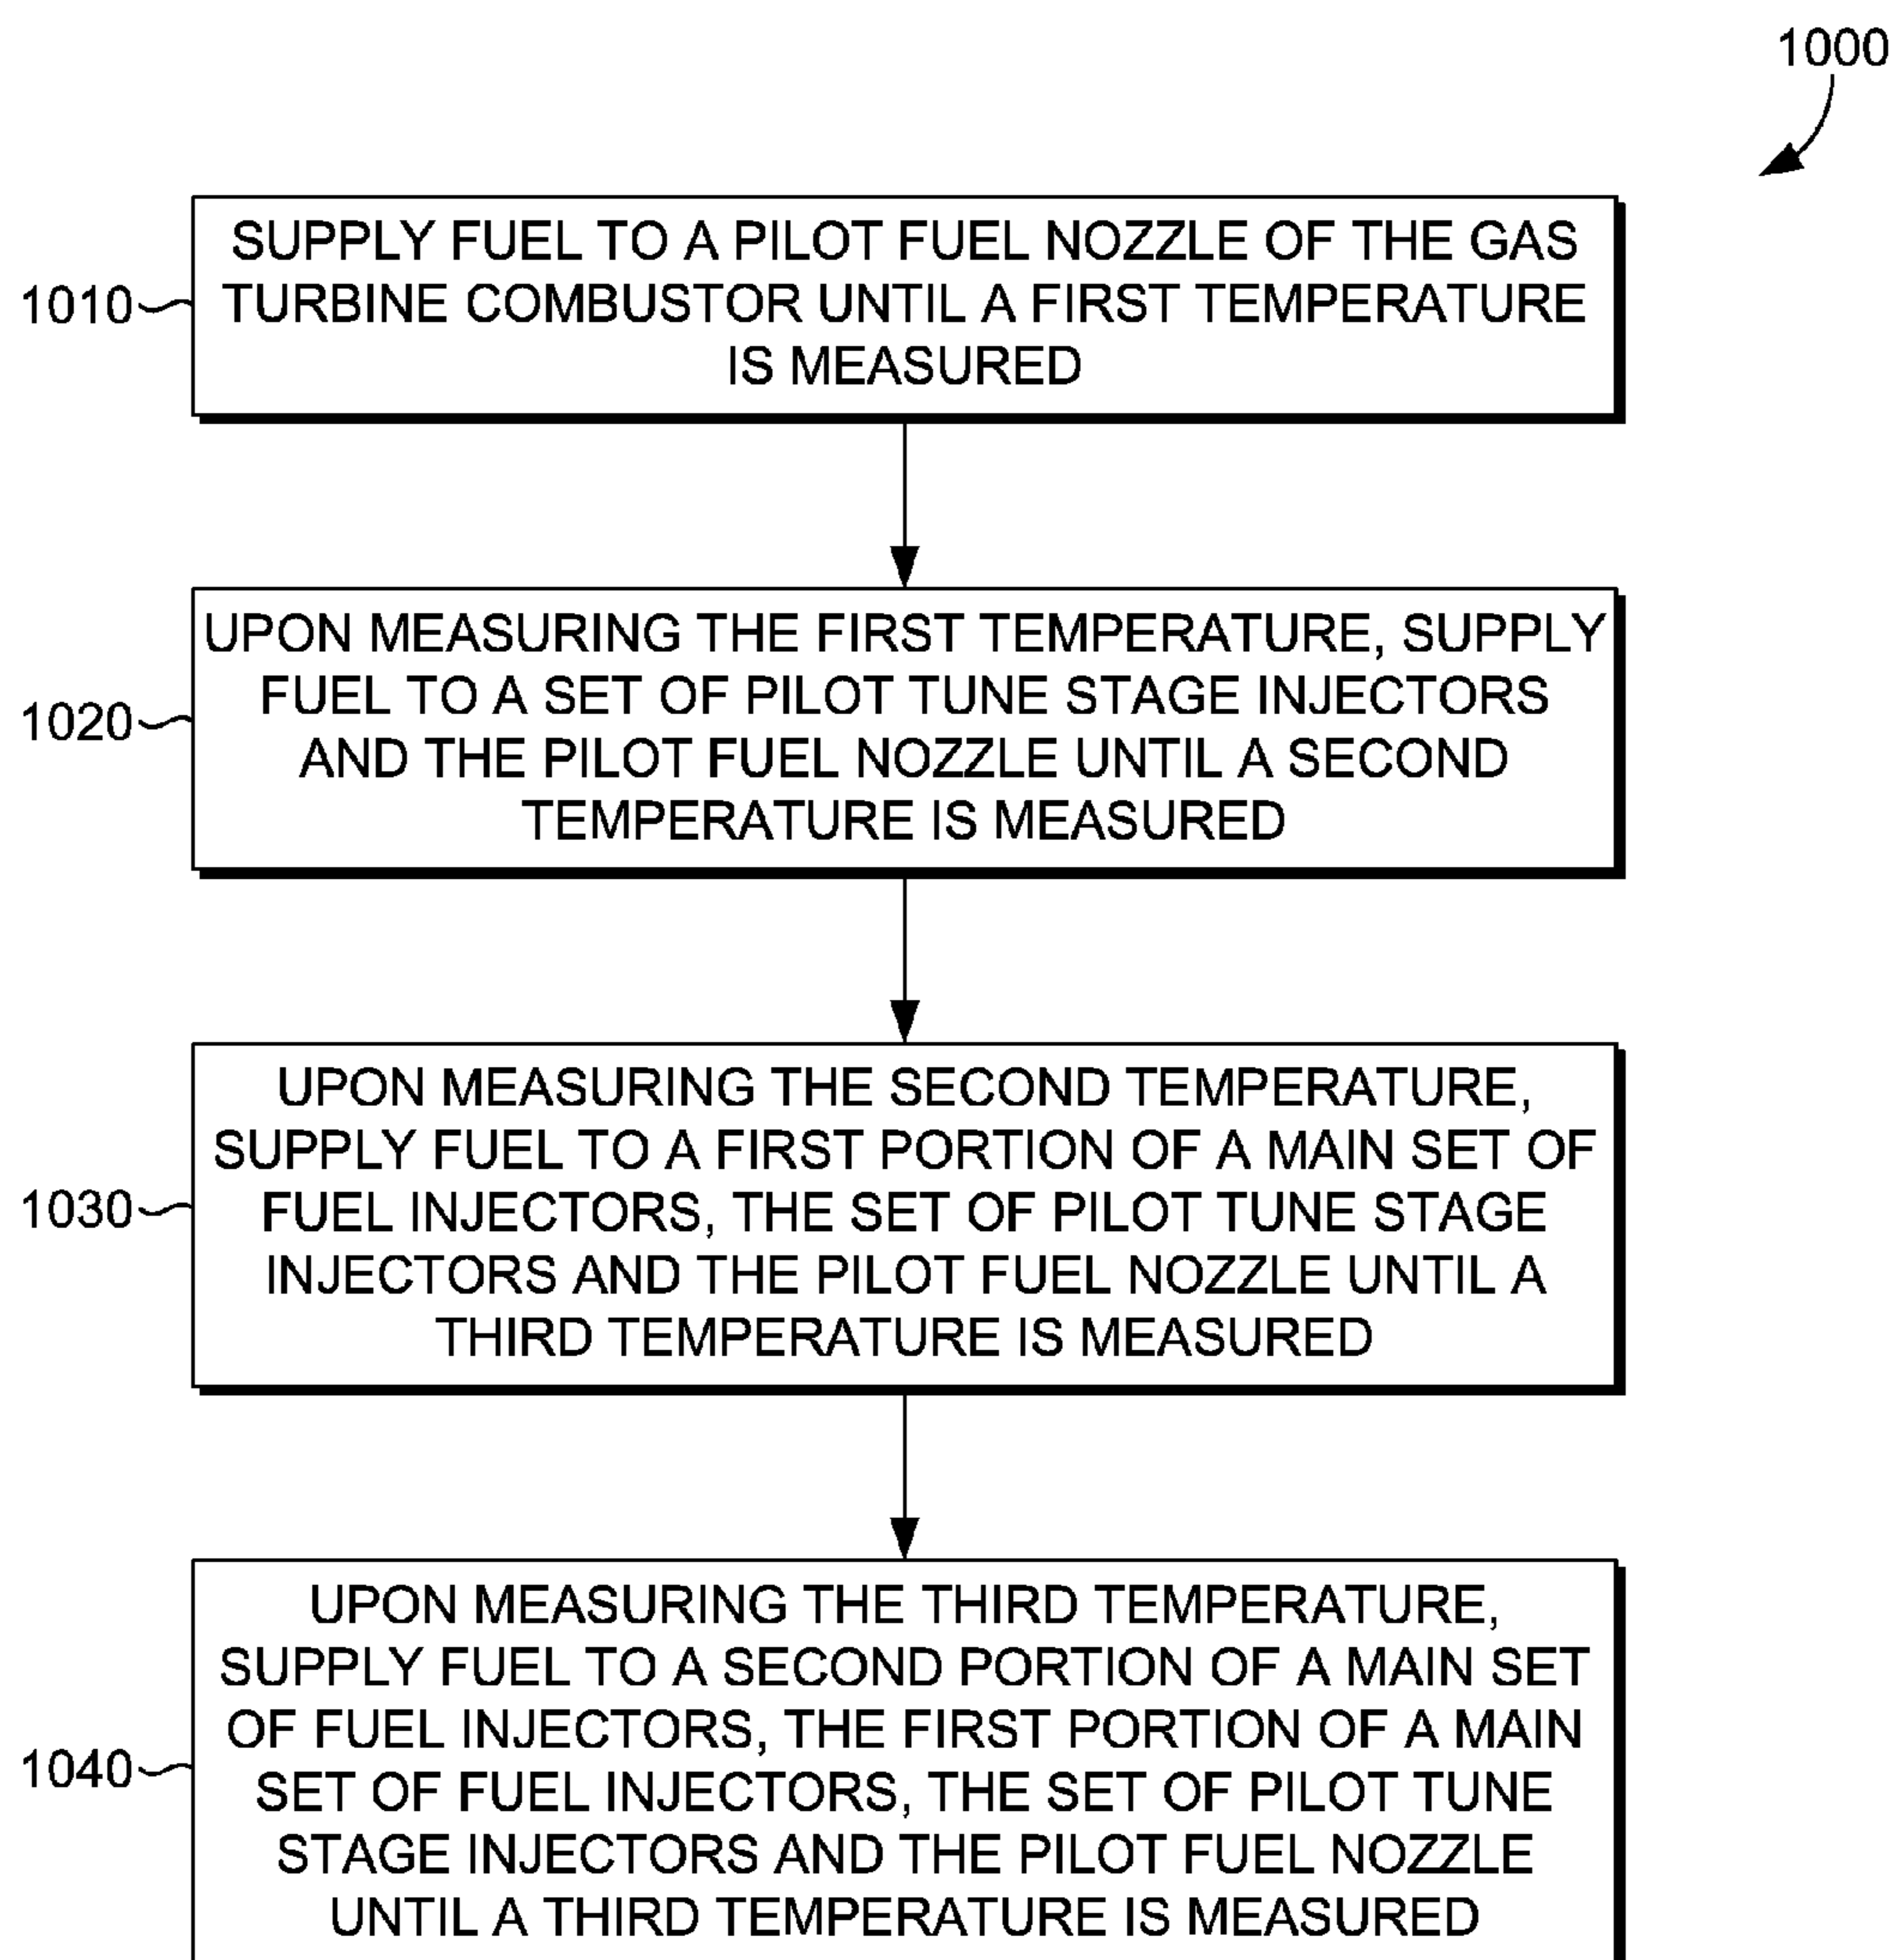 1000
SUPPLY FUEL TO A PILOT FUEL NOZZLE OF THE GAS
TURBINE COMBUSTOR UNTIL A FIRST TEMPERATURE
IS MEASURED
1010
UPON MEASURING THE FIRST TEMPERATURE, SUPPLY
FUEL TO A SET OF PILOT TUNE STAGE INJECTORS
AND THE PILOT FUEL NOZZLE UNTIL A SECOND
TEMPERATURE IS MEASURED
1020
UPON MEASURING THE SECOND TEMPERATURE,
SUPPLY FUEL TO A FIRST PORTION OF A MAIN SET OF
FUEL INJECTORS, THE SET OF PILOT TUNE STAGE
INJECTORS AND THE PILOT FUEL NOZZLE UNTIL A
THIRD TEMPERATURE IS MEASURED
1030
UPON MEASURING THE THIRD TEMPERATURE,
SUPPLY FUEL TO A SECOND PORTION OF A MAIN SET
OF FUEL INJECTORS, THE FIRST PORTION OF A MAIN
SET OF FUEL INJECTORS, THE SET OF PILOT TUNE
STAGE INJECTORS AND THE PILOT FUEL NOZZLE
UNTIL A THIRD TEMPERATURE IS MEASURED
1040